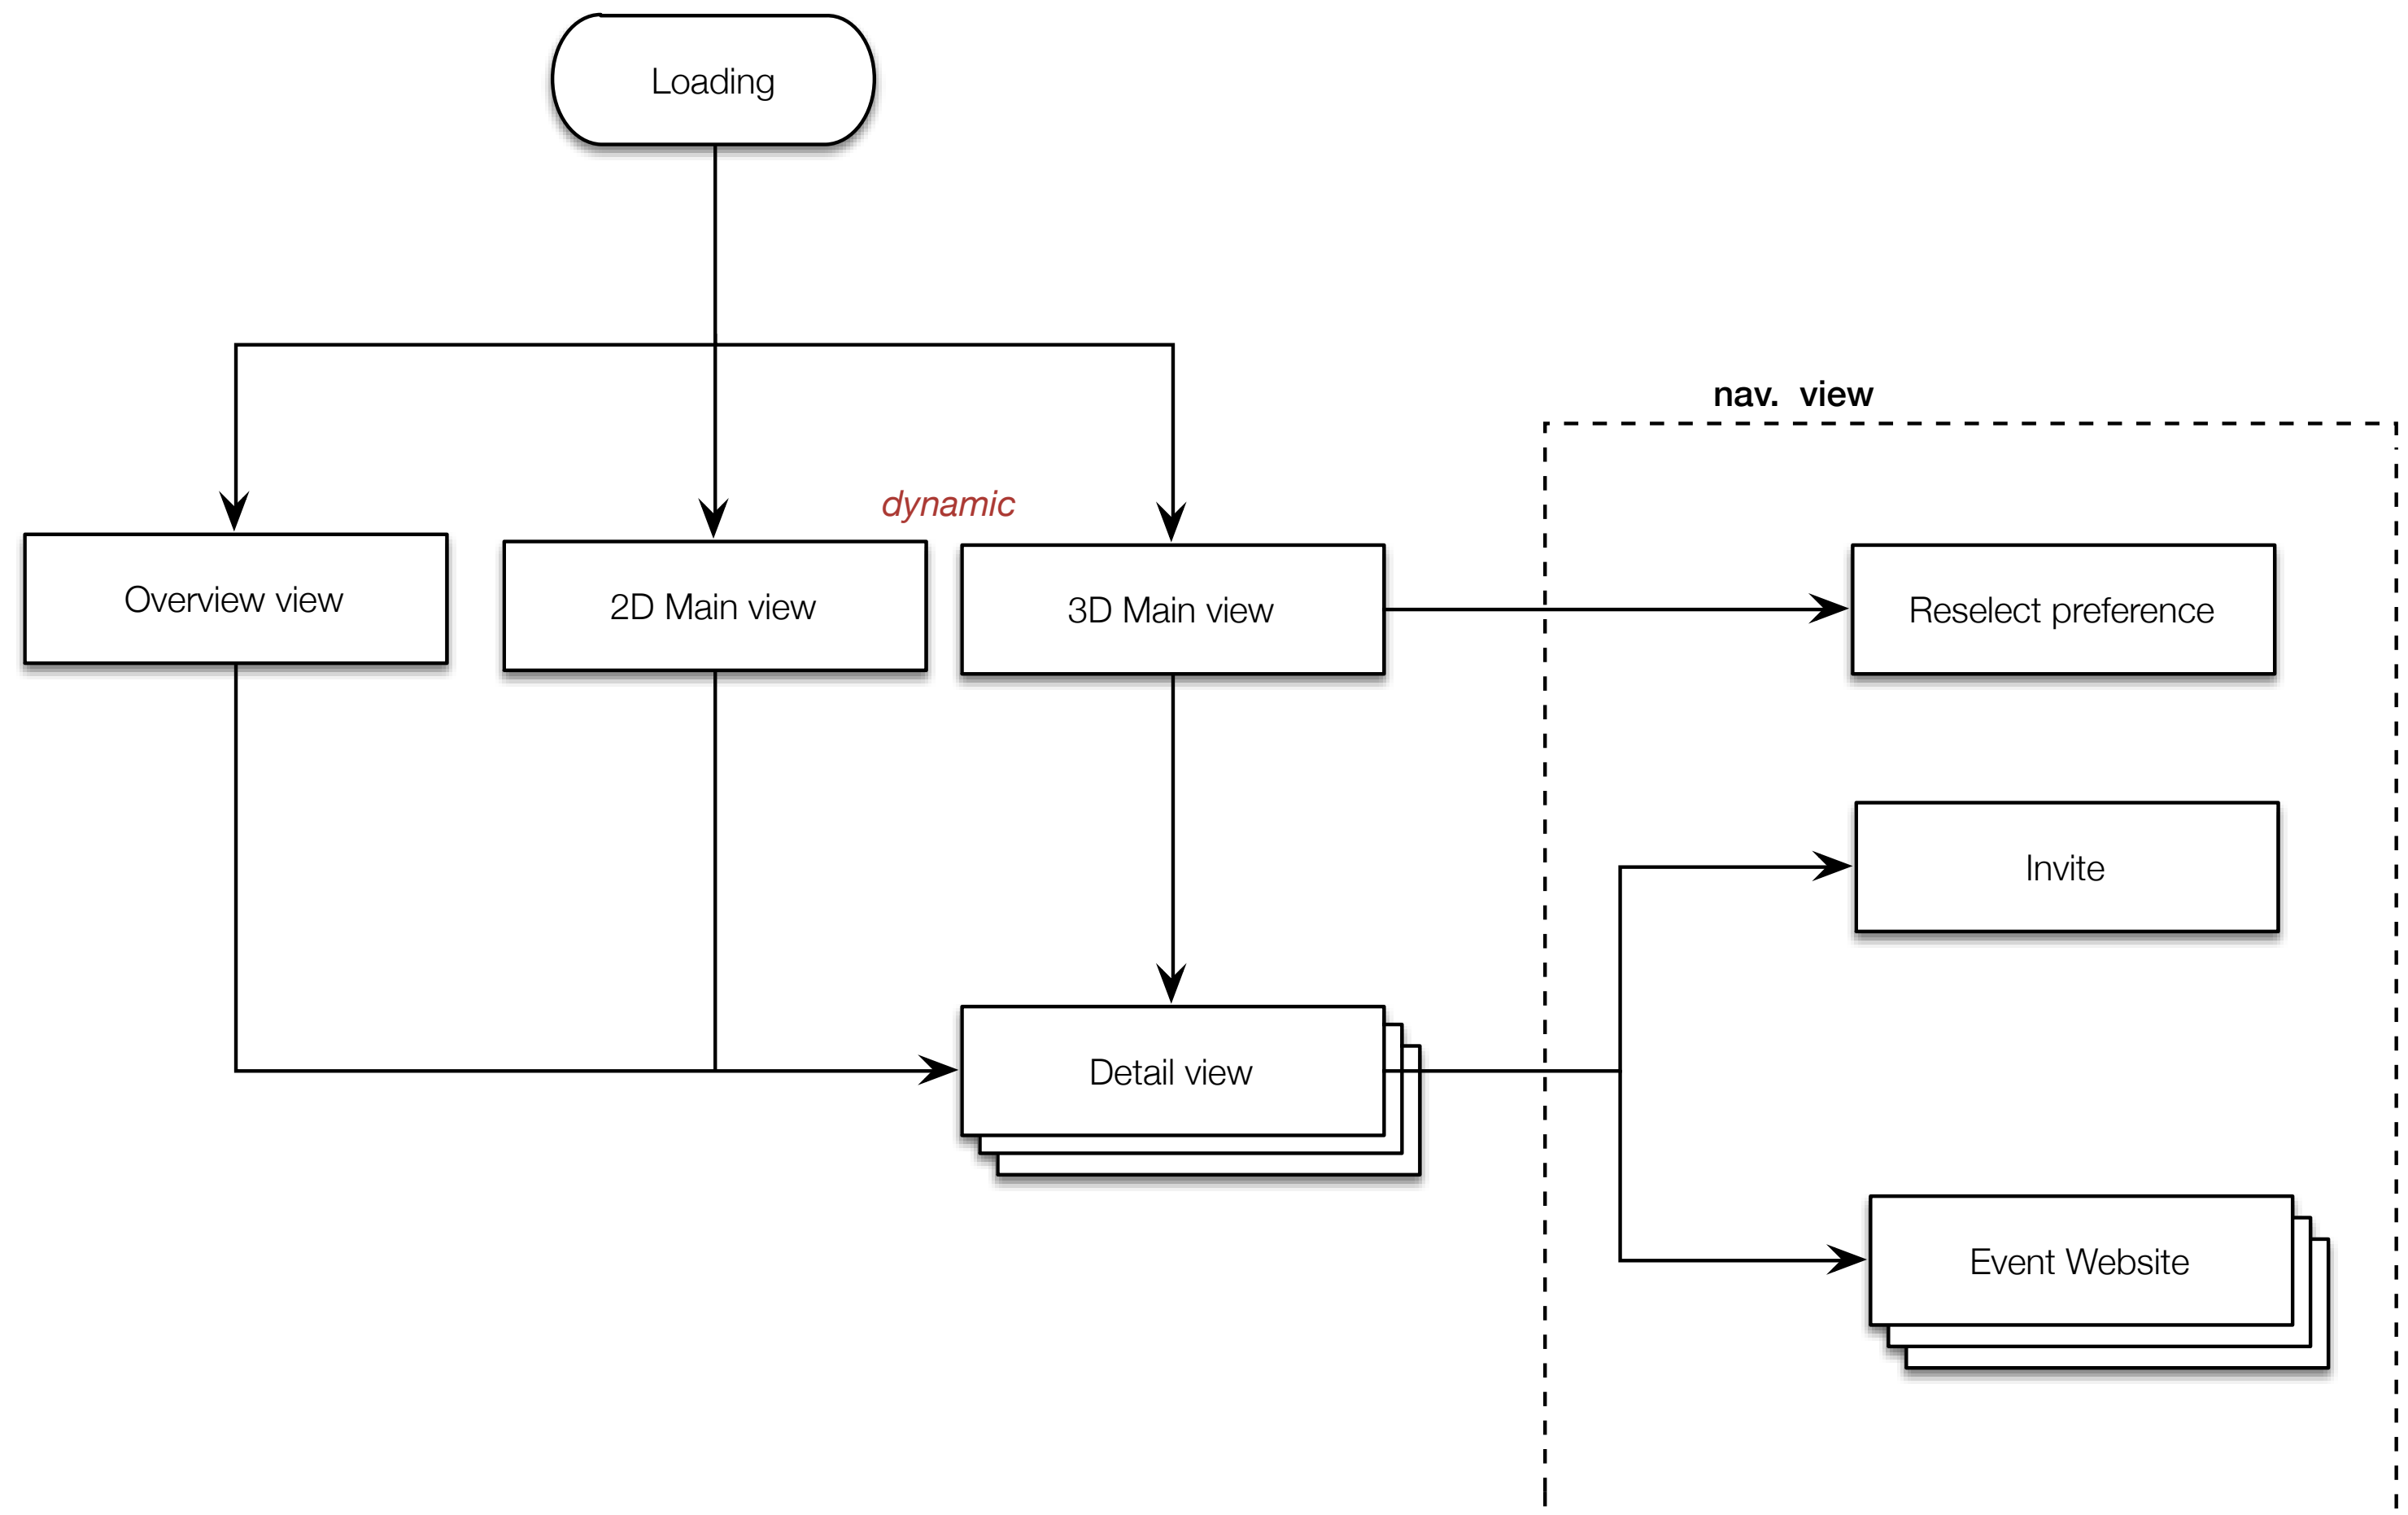 Loading
nav.  view
dynamic
Overview view
2D Main view
3D Main view
Reselect preference
Invite
Detail view
Event Website